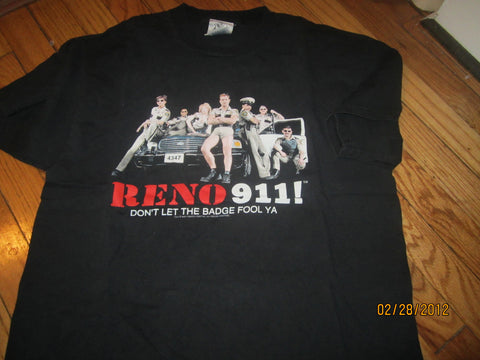 4347
RENO 911!
DON'T LET THE BADGE FOOL YA
02/28/2012